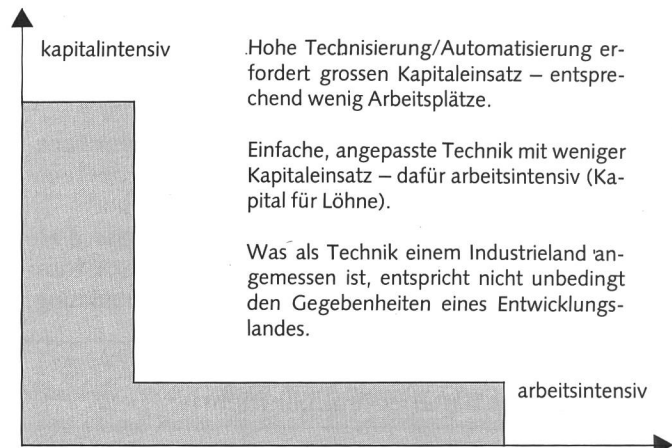 kapitalintensiv
Hohe Technisierung/Automatisierung er-
fordert grossen Kapitaleinsatz – entspre-
chend wenig Arbeitsplätze.
Einfache, angepasste Technik mit weniger
Kapitaleinsatz – dafür arbeitsintensiv (Ka-
pital für Löhne).
Was als Technik einem Industrieland an-
gemessen ist, entspricht nicht unbedingt
den Gegebenheiten eines Entwicklungs-
landes.
arbeitsintensiv